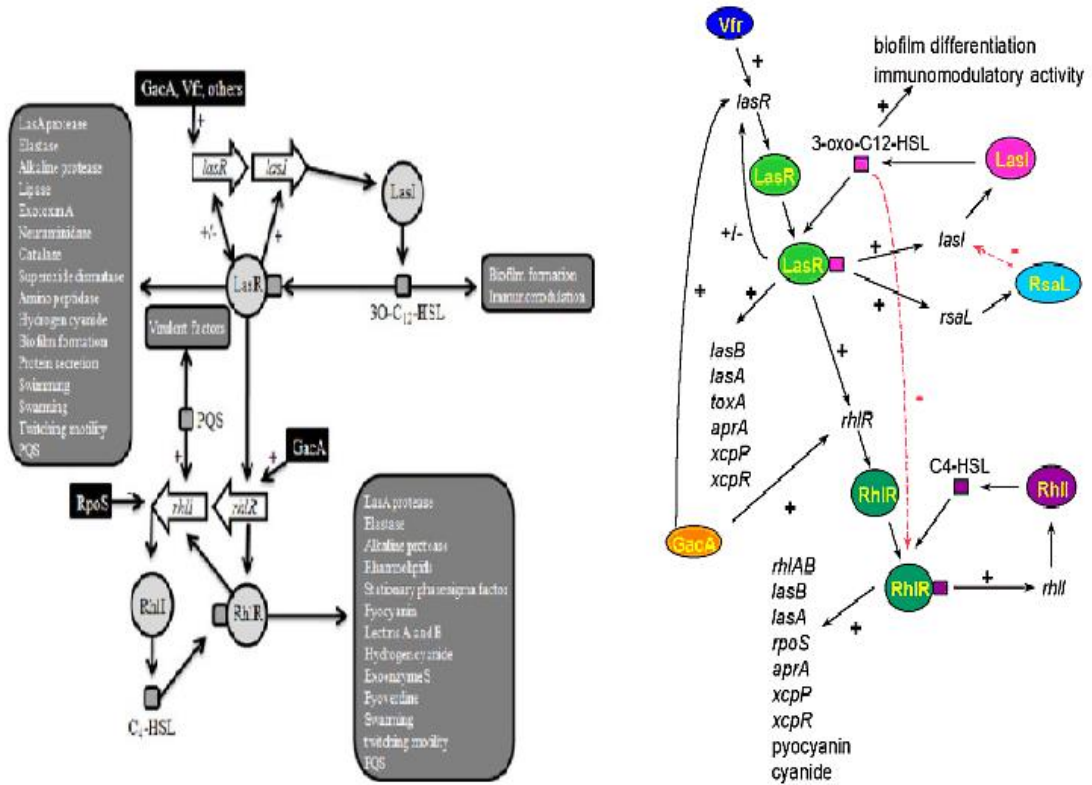 GacA, Vfr, others
+
lasR
lasI
LasI
+/-
+
LasR
3O-C12-HSL
Biofilm formation
Immunomodulation
LasA protease
Elastase
Alkaline protease
Lipase
Exotoxin A
Neuraminidase
Catalase
Superoxide dismutase
Amino peptidase
Hydrogen cyanide
Biofilm formation
Protein secretion
Swimming
Swarming
Twitching motility
PQS
Virulent factors
PQS
+
GacA
+
RpoS
rhlI
rhlR
RhlI
RhlR
C4-HSL
LasA protease
Elastase
Alkaline protease
Rhamnolipids
Stationary phase sigma factor
Pyocyanin
Lectins A and B
Hydrogen cyanide
Exoenzyme S
Pyoverdine
Swarming
twitching motility
PQS
Vfr
+
lasR
LasR
biofilm differentiation
immunomodulatory activity
+
3-oxo-C12-HSL
LasI
+/-
LasR
+
lasI
-
RsaL
+
rsaL
+
+
lasB
lasA
toxA
aprA
xcpP
xcpR
+
rhlR
-
RhlR
C4-HSL
RhlI
GacA
+
RhlR
+
rhlI
+
rhlAB
lasB
lasA
rpoS
aprA
xcpP
xcpR
pyocyanin
cyanide